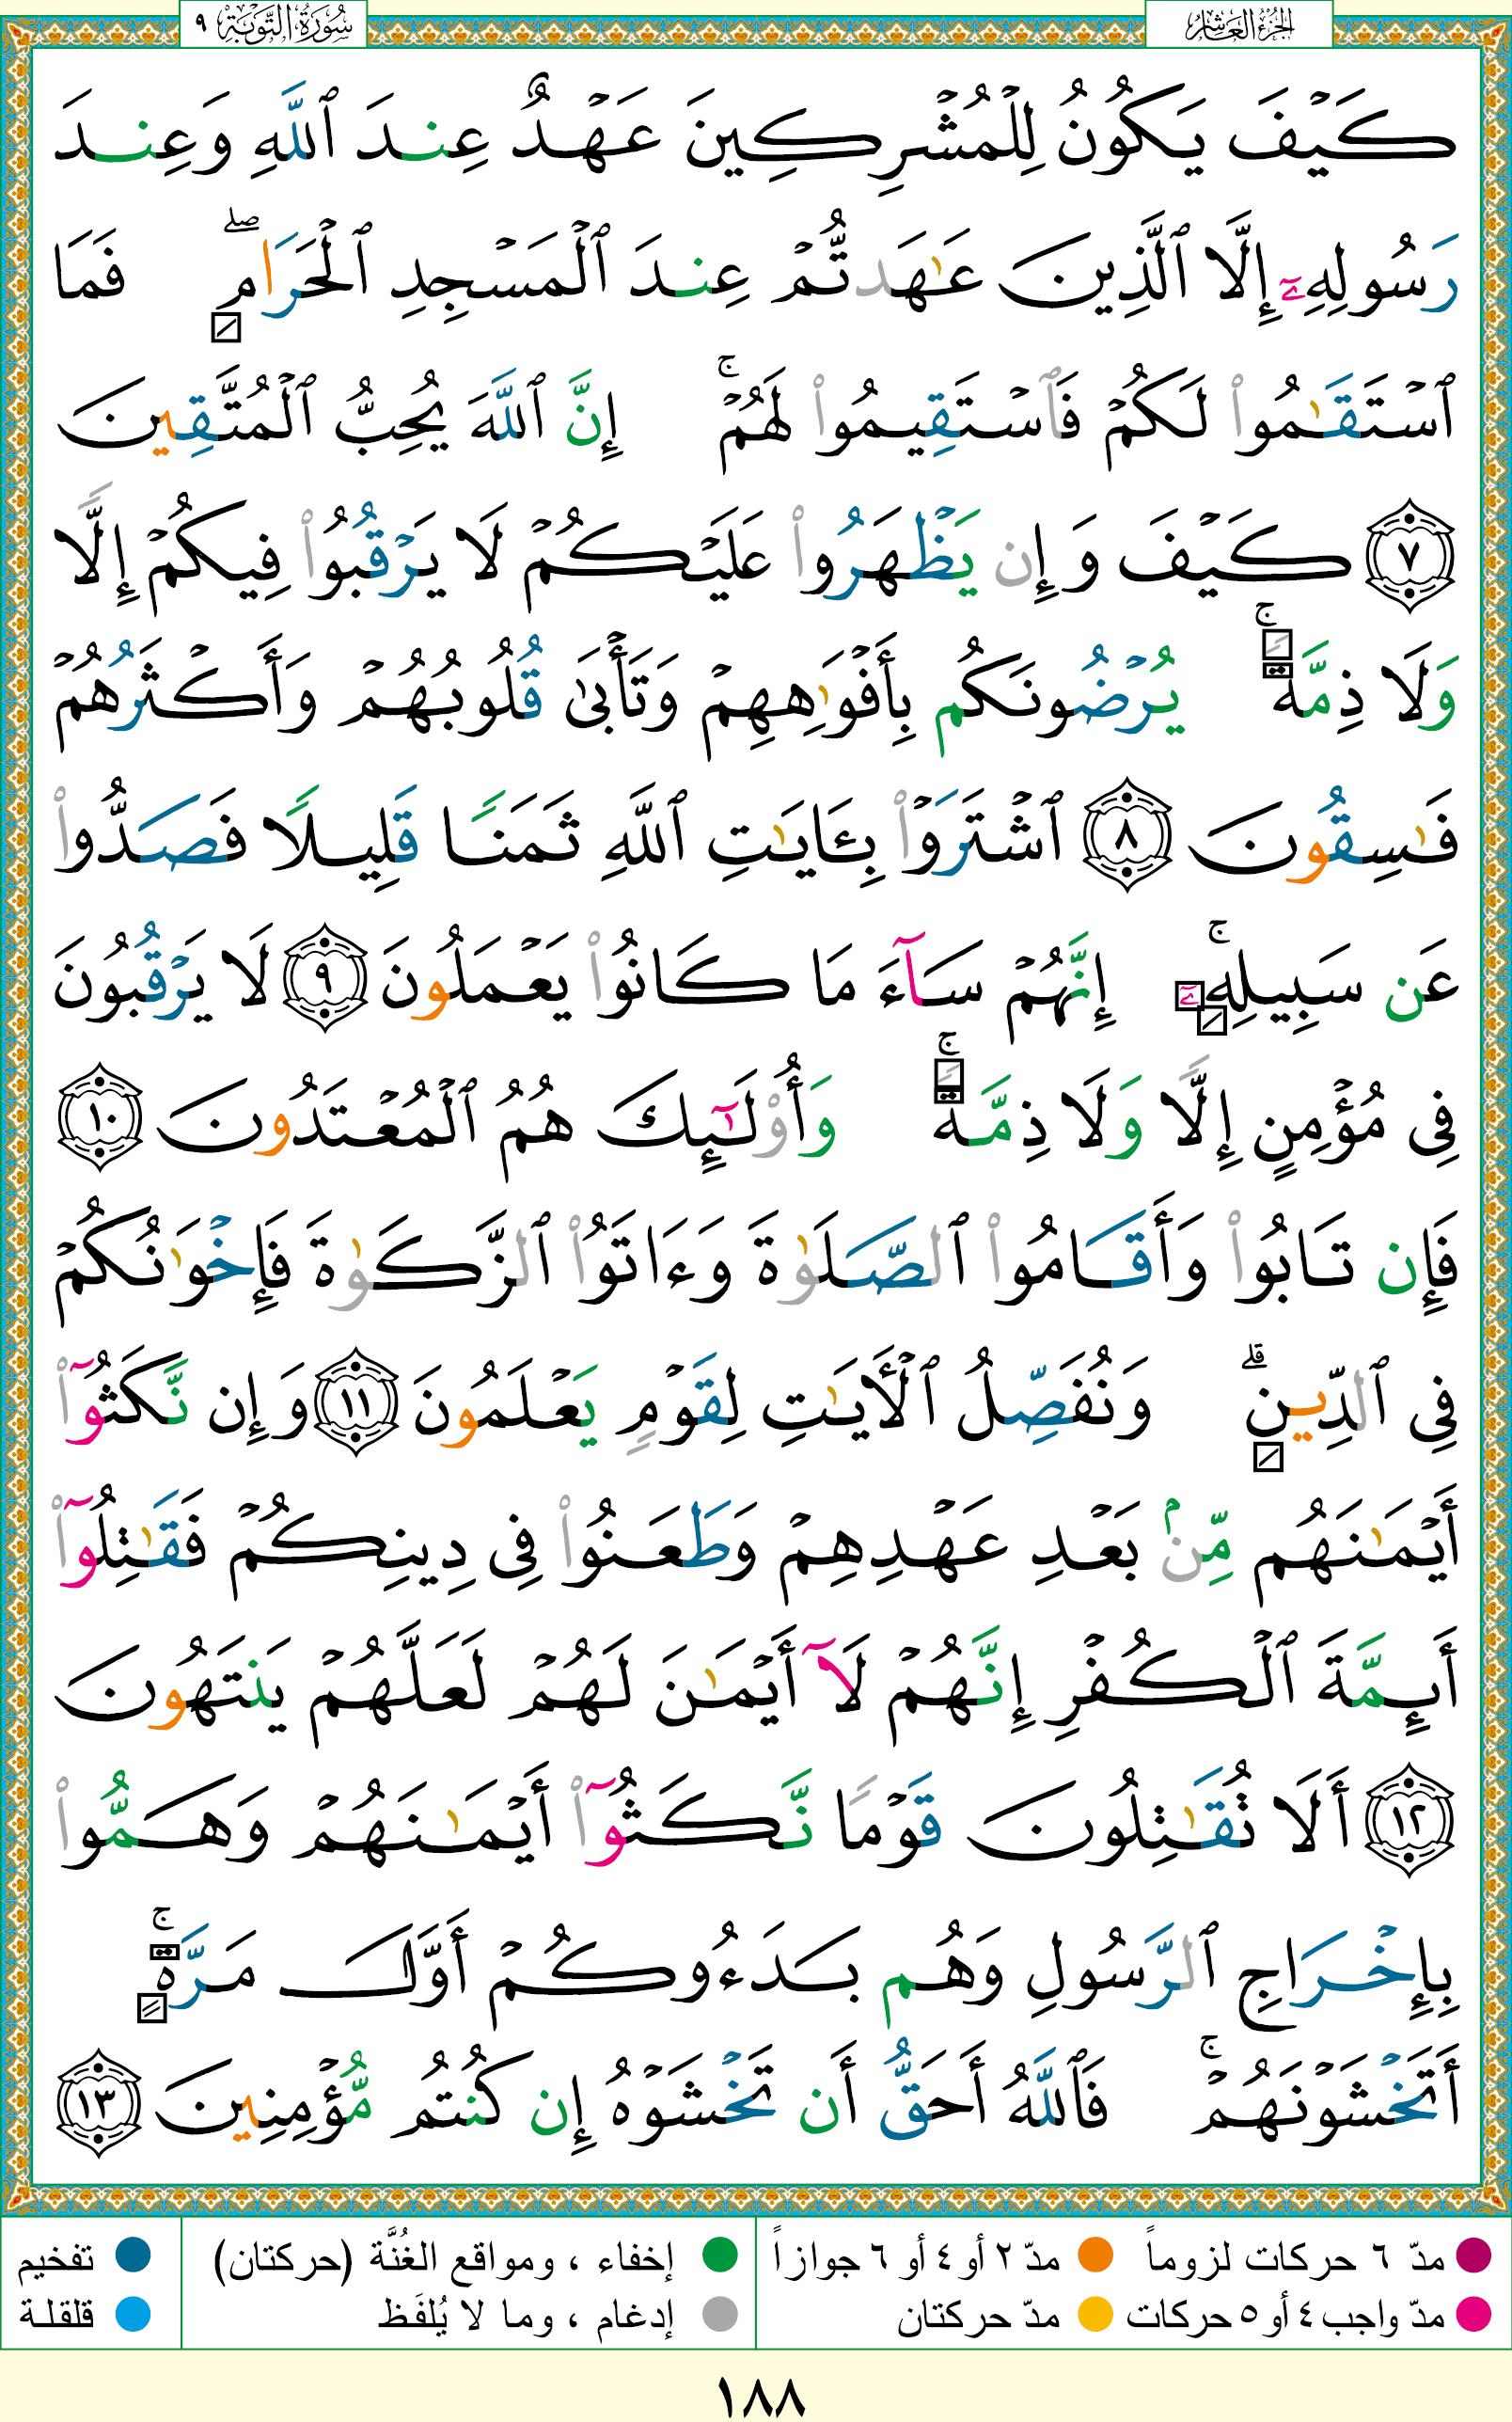 الجزء العاشر
سورة التوبة ٩
كَيْفَ يَكُونُ لِلْمُشْرِكِينَ عَهْدٌ عِندَ ٱللَّهِ وَعِندَ
رَسُولِهِۦٓ إِلَّا ٱلَّذِينَ عَٰهَدتُّمْ عِندَ ٱلْمَسْجِدِ ٱلْحَرَامِ ۖ فَمَا
ٱسْتَقَٰمُوا۟ لَكُمْ فَٱسْتَقِيمُوا۟ لَهُمْ ۚ إِنَّ ٱللَّهَ يُحِبُّ ٱلْمُتَّقِينَ
٧ كَيْفَ وَإِن يَظْهَرُوا۟ عَلَيْكُمْ لَا يَرْقُبُوا۟ فِيكُمْ إِلًّا
وَلَا ذِمَّةً ۚ يُرْضُونَكُم بِأَفْوَٰهِهِمْ وَتَأْبَىٰ قُلُوبُهُمْ وَأَكْثَرُهُمْ
فَٰسِقُونَ ٨ ٱشْتَرَوْا۟ بِـَٔايَٰتِ ٱللَّهِ ثَمَنًا قَلِيلًا فَصَدُّوا۟
عَن سَبِيلِهِۦٓ ۚ إِنَّهُمْ سَآءَ مَا كَانُوا۟ يَعْمَلُونَ ٩ لَا يَرْقُبُونَ
فِى مُؤْمِنٍ إِلًّا وَلَا ذِمَّةً ۚ وَأُو۟لَٰٓئِكَ هُمُ ٱلْمُعْتَدُونَ ١٠
فَإِن تَابُوا۟ وَأَقَامُوا۟ ٱلصَّلَوٰةَ وَءَاتَوُا۟ ٱلزَّكَوٰةَ فَإِخْوَٰنُكُمْ
فِى ٱلدِّينِ ۗ وَنُفَصِّلُ ٱلْـَٔايَٰتِ لِقَوْمٍ يَعْلَمُونَ ١١ وَإِن نَّكَثُوٓا۟
أَيْمَٰنَهُم مِّنۢ بَعْدِ عَهْدِهِمْ وَطَعَنُوا۟ فِى دِينِكُمْ فَقَٰتِلُوٓا۟
أَئِمَّةَ ٱلْكُفْرِ إِنَّهُمْ لَآ أَيْمَٰنَ لَهُمْ لَعَلَّهُمْ يَنتَهُونَ
١٢ أَلَا تُقَٰتِلُونَ قَوْمًا نَّكَثُوٓا۟ أَيْمَٰنَهُمْ وَهَمُّوا۟
بِإِخْرَاجِ ٱلرَّسُولِ وَهُم بَدَءُوكُمْ أَوَّلَ مَرَّةٍ ۚ
أَتَخْشَوْنَهُمْ ۚ فَٱللَّهُ أَحَقُّ أَن تَخْشَوْهُ إِن كُنتُم مُّؤْمِنِينَ ١٣
مدّ ٦ حركات لزوماً مدّ ٢ أو ٤ أو ٦ جوازاً إخفاء ، ومواقع الغُنَّة (حركتان) تفخيم
مدّ واجب ٤ أو ٥ حركات مدّ حركتان إدغام ، وما لا يُلفَظ قلقلة
١٨٨